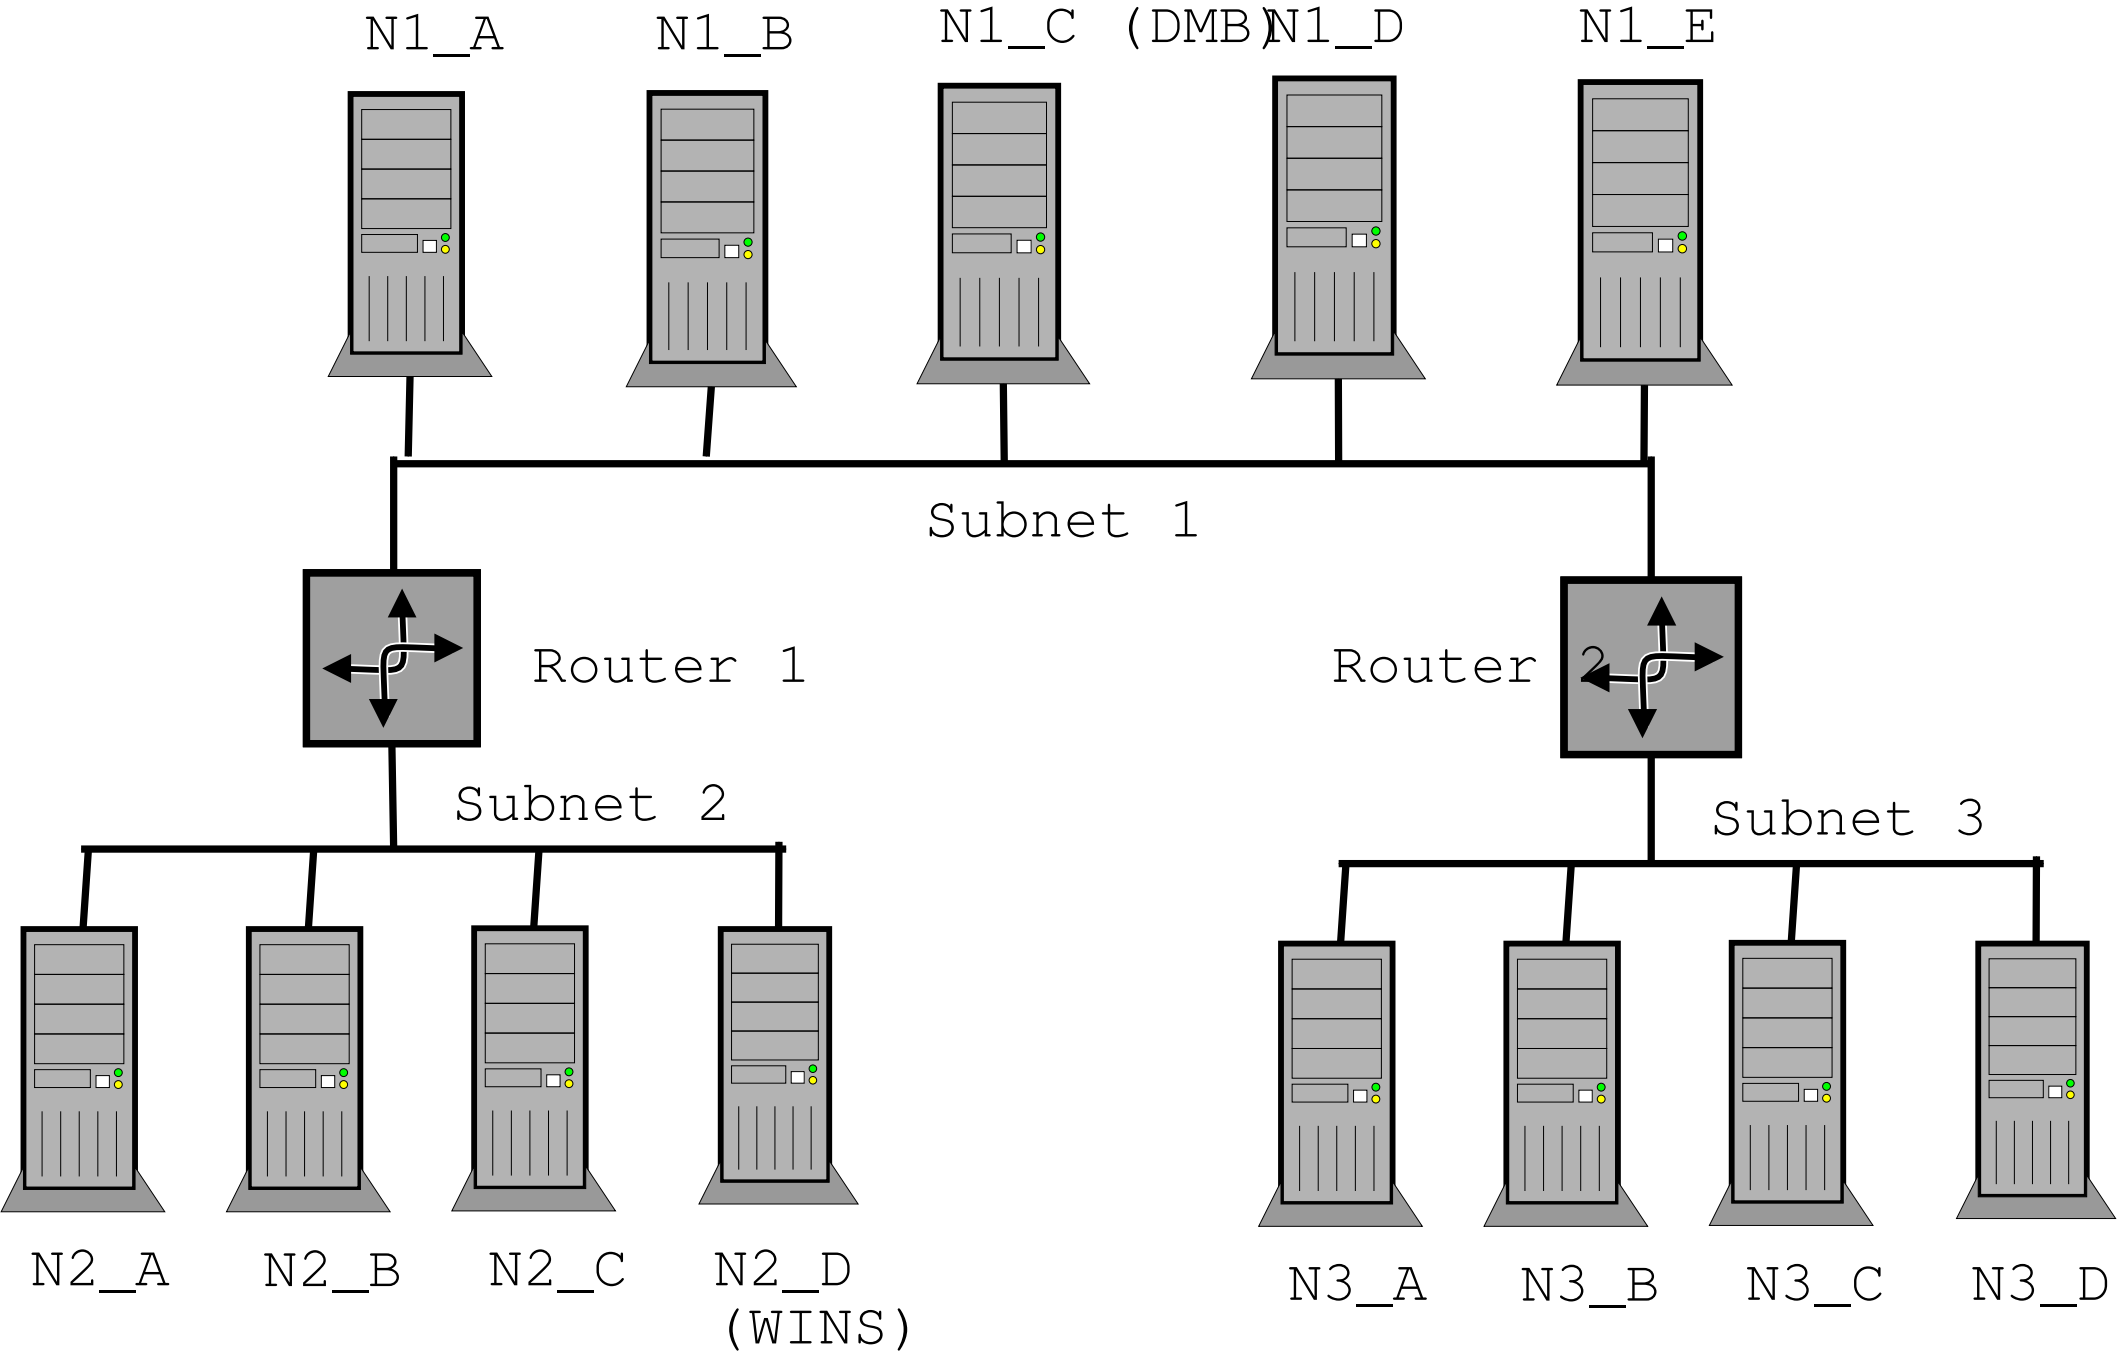 N1_A
N1_B
N1_C (DMB)
N1_D
N1_E
Subnet 1
Router 1
Router 2
Subnet 2
Subnet 3
N2_A
N2_B
N2_C
N2_D
(WINS)
N3_A
N3_B
N3_C
N3_D